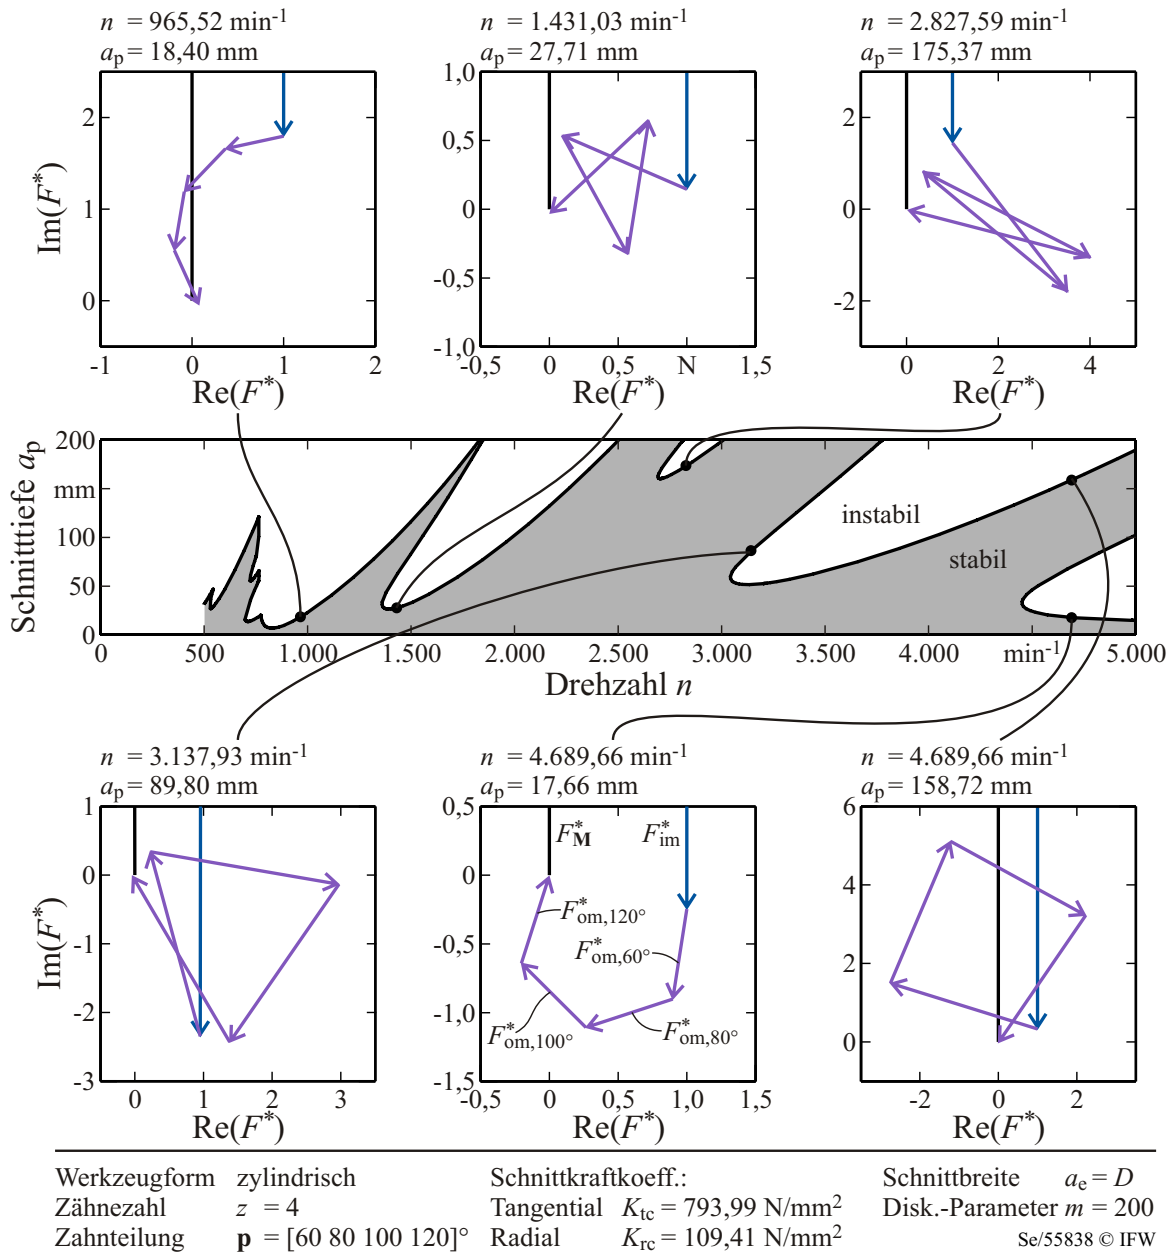 n = 965,52 min-1
ap = 18,40 mm
n = 1.431,03 min-1
ap = 27,71 mm
n = 2.827,59 min-1
ap = 175,37 mm
Im(F*)
2
1
0
-1 0 1 2
Re(F*)
1,0
0,5
0
-0,5
-1,0
-0,5 0 0,5 N 1,5
Re(F*)
2
0
-2
0 2 4
Re(F*)
Schnitttiefe ap
200
mm
100
50
0
instabil
stabil
0 500 1.000 1.500 2.000 2.500 3.000 3.500 4.000 min-1 5.000
Drehzahl n
n = 3.137,93 min-1
ap = 89,80 mm
n = 4.689,66 min-1
ap = 17,66 mm
n = 4.689,66 min-1
ap = 158,72 mm
Im(F*)
1
0
-1
-2
-3
0 1 2 3
Re(F*)
0,5
0
-0,5
-1,0
-1,5
F*M F*im
F*om,120°
F*om,60°
F*om,100° F*om,80°
-0,5 0 0,5 1,0 1,5
Re(F*)
6
4
2
0
-2 0 2
Re(F*)
Werkzeugform zylindrisch
Zähnezahl z = 4
Zahnteilung p = [60 80 100 120]°
Schnittkraftkoeff.:
Tangential Ktc = 793,99 N/mm2
Radial Krc = 109,41 N/mm2
Schnittbreite ae = D
Disk.-Parameter m = 200
Se/55838 © IFW